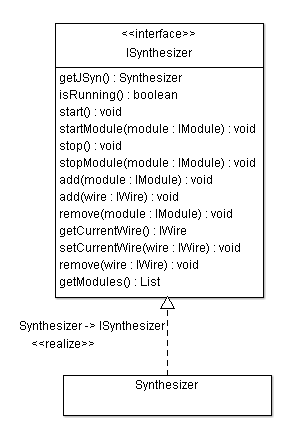 <<interface>>
ISynthesizer
getJSyn() : Synthesizer
isRunning() : boolean
start() : void
startModule(module : IModule) : void
stop() : void
stopModule(module : IModule) : void
add(module : IModule) : void
add(wire : IWire) : void
remove(module : IModule) : void
getCurrentWire() : IWire
setCurrentWire(wire : IWire) : void
remove(wire : IWire) : void
getModules() : List
Synthesizer -> ISynthesizer
<<realize>>
Synthesizer